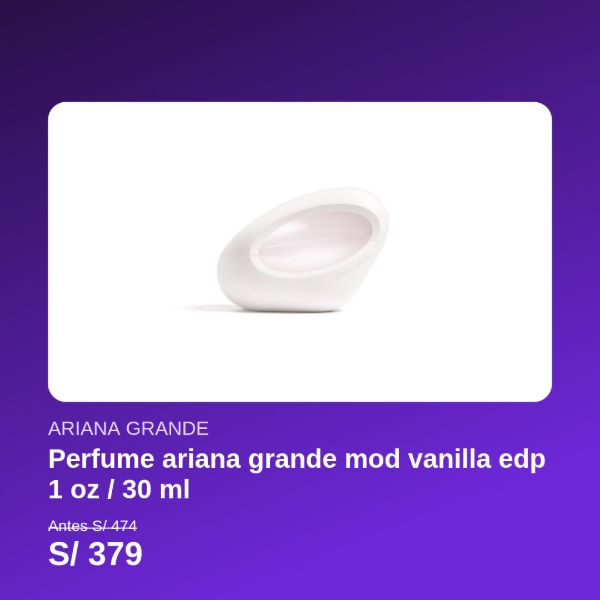 ARIANA GRANDE
Perfume ariana grande mod vanilla edp
1 oz / 30 ml
Antes S/ 474
S/ 379